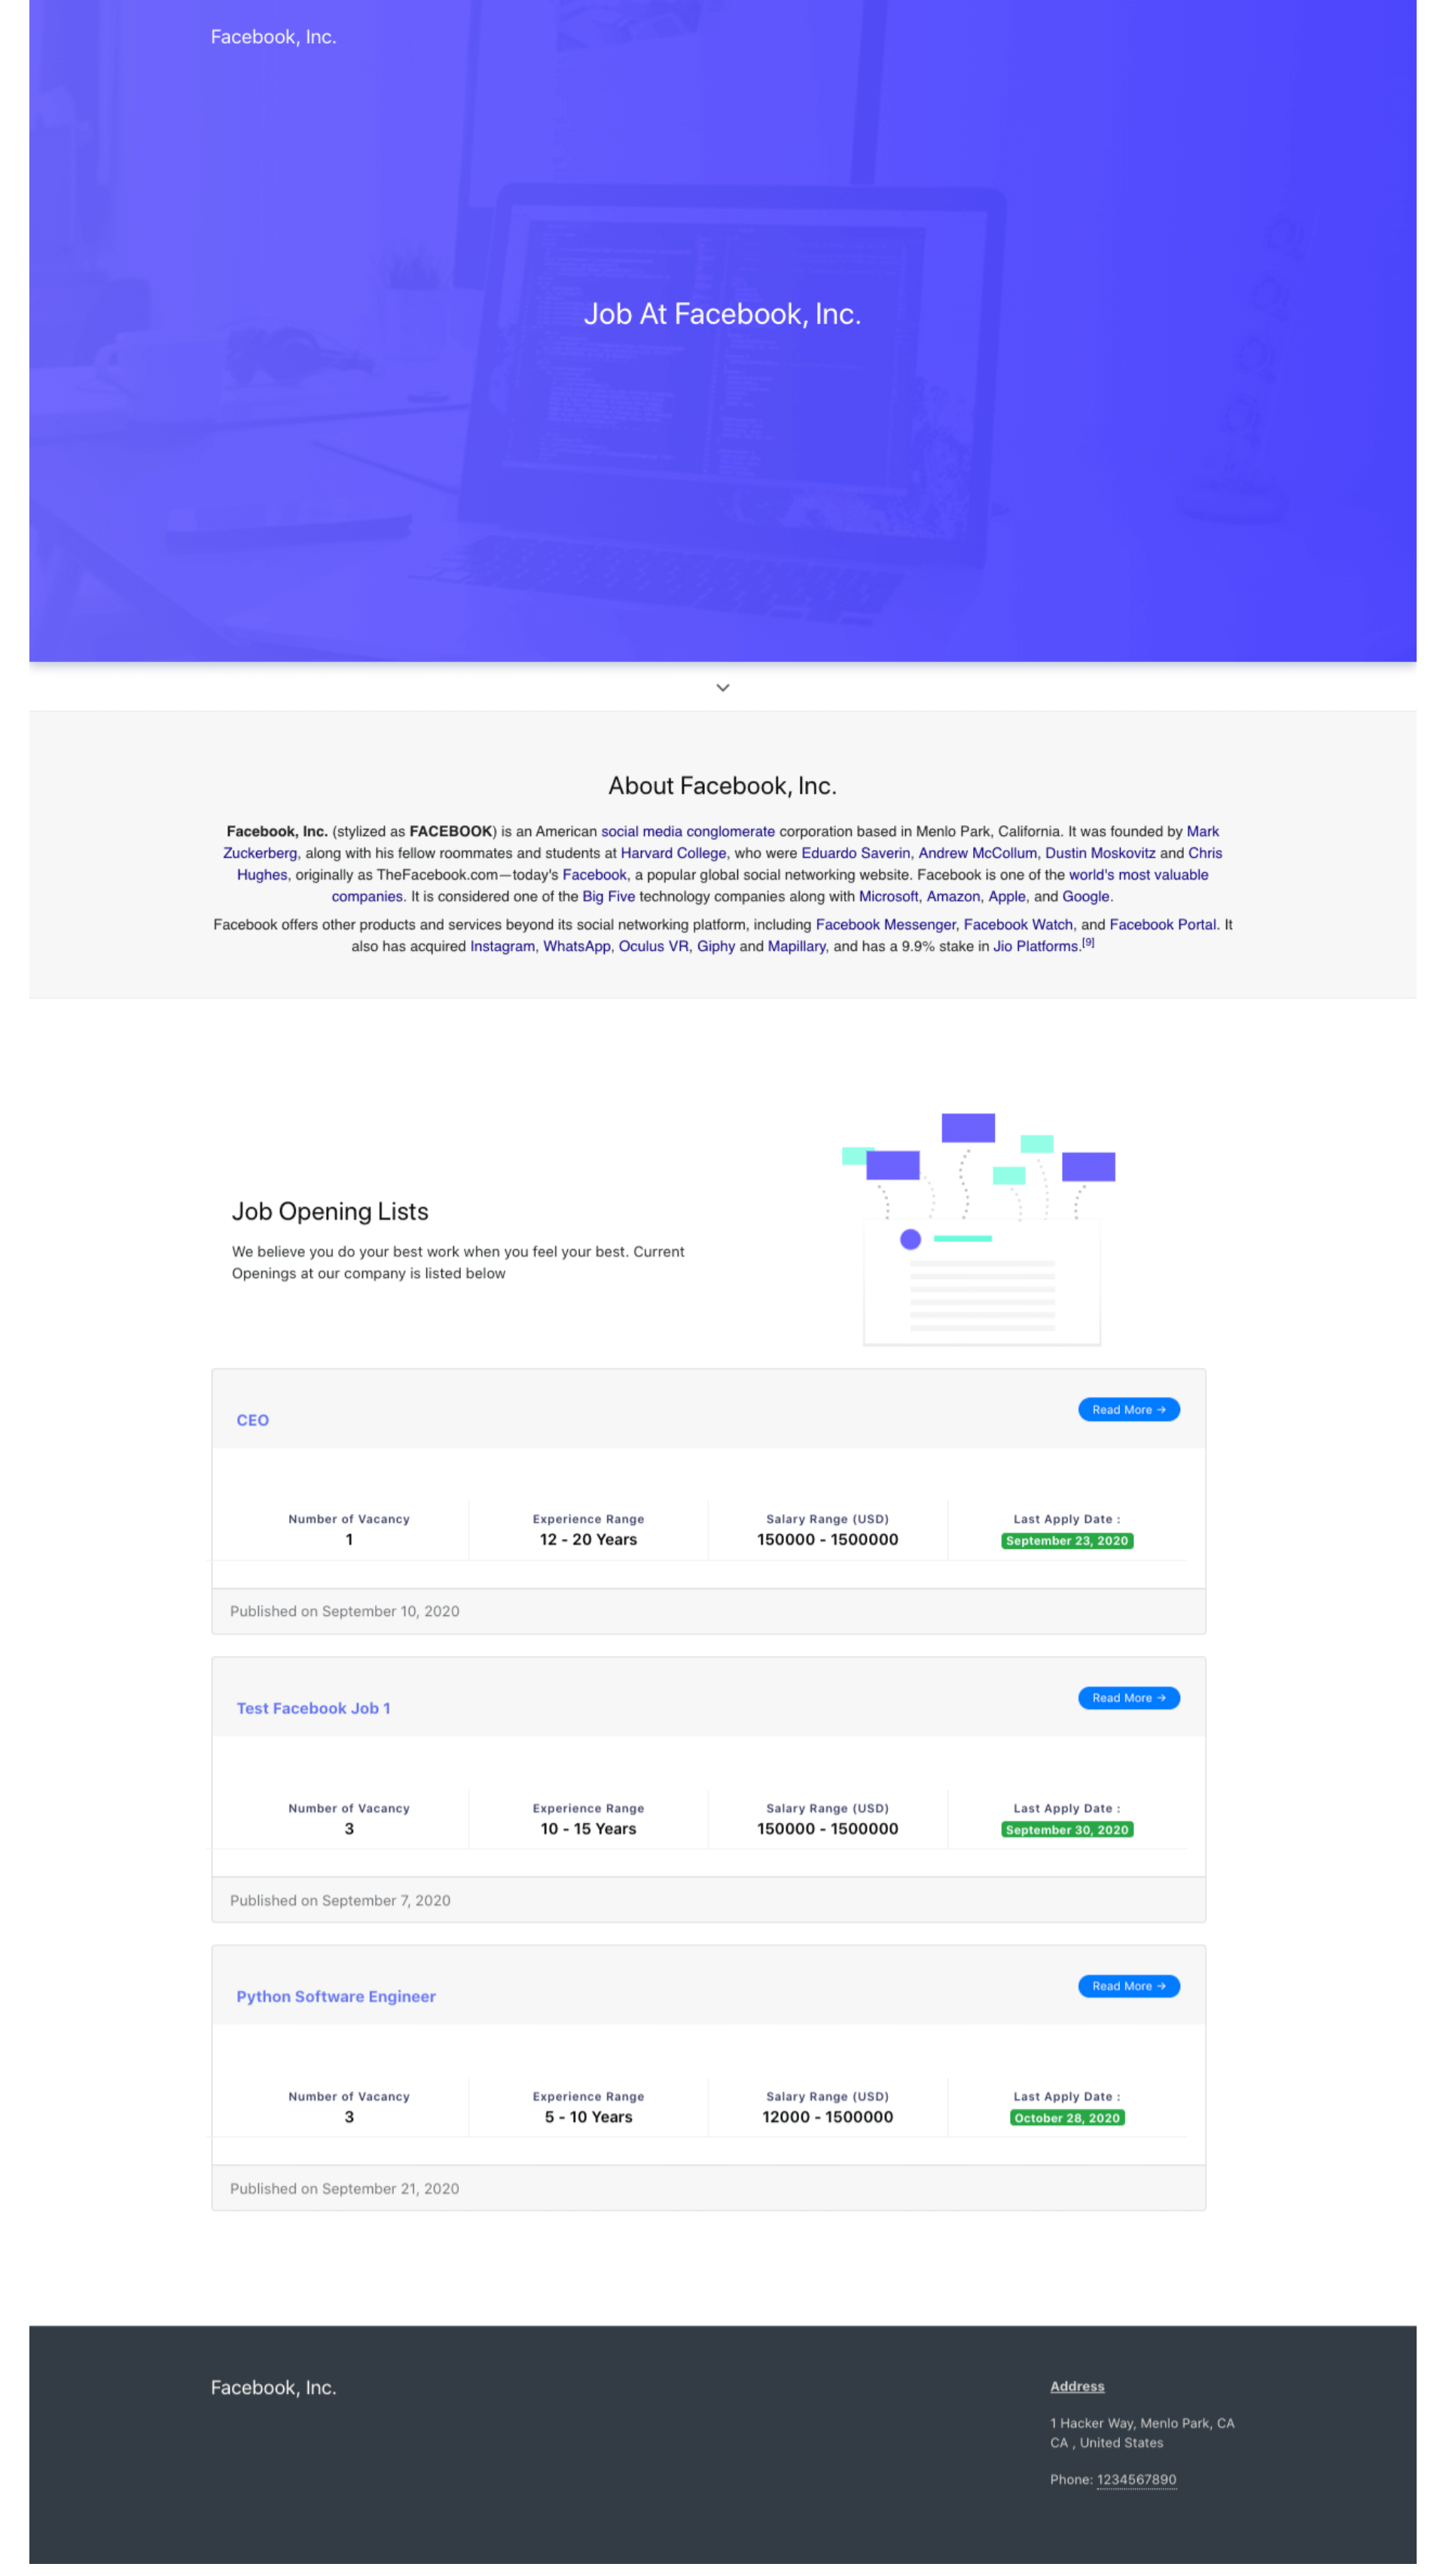 Facebook, Inc.
Job At Facebook, Inc.
About Facebook, Inc.
Facebook, Inc. (stylized as FACEBOOK) is an American social media conglomerate corporation based in Menlo Park, California. It was founded by Mark
Zuckerberg, along with his fellow roommates and students at Harvard College, who were Eduardo Saverin, Andrew McCollum, Dustin Moskovitz and Chris
Hughes, originally as TheFacebook.com—today's Facebook, a popular global social networking website. Facebook is one of the world's most valuable
companies. It is considered one of the Big Five technology companies along with Microsoft, Amazon, Apple, and Google.
Facebook offers other products and services beyond its social networking platform, including Facebook Messenger, Facebook Watch, and Facebook Portal. It
also has acquired Instagram, WhatsApp, Oculus VR, Giphy and Mapillary, and has a 9.9% stake in Jio Platforms.[9]
Job Opening Lists
We believe you do your best work when you feel your best. Current
Openings at our company is listed below
CEO
Read More →
Number of Vacancy
1
Experience Range
12 - 20 Years
Salary Range (USD)
150000 - 1500000
Last Apply Date :
September 23, 2020
Published on September 10, 2020
Test Facebook Job 1
Read More →
Number of Vacancy
3
Experience Range
10 - 15 Years
Salary Range (USD)
150000 - 1500000
Last Apply Date :
September 30, 2020
Published on September 7, 2020
Python Software Engineer
Read More →
Number of Vacancy
3
Experience Range
5 - 10 Years
Salary Range (USD)
12000 - 1500000
Last Apply Date :
October 28, 2020
Published on September 21, 2020
Facebook, Inc.
Address
1 Hacker Way, Menlo Park, CA
CA , United States
Phone: 1234567890